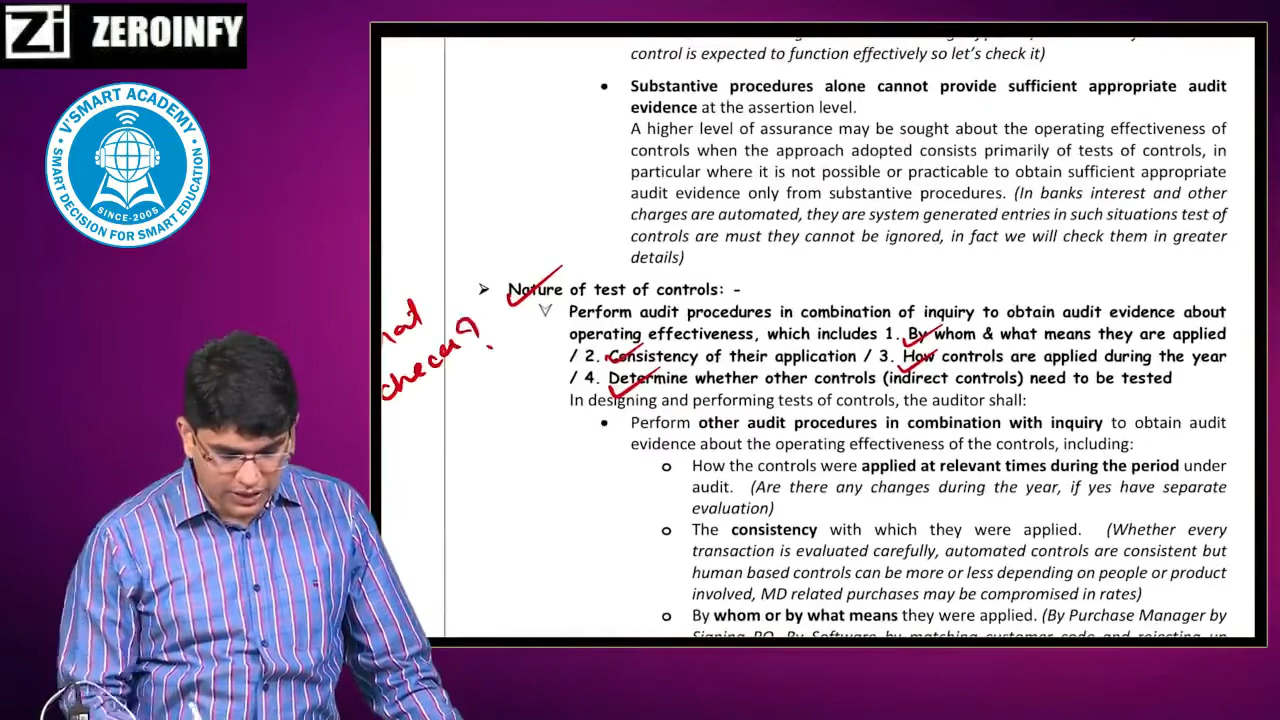 Zi ZEROINFY
V'SMART ACADEMY
SMART DECISION FOR SMART EDUCATION
SINCE-2005
control is expected to function effectively so let's check it)
• Substantive procedures alone cannot provide sufficient appropriate audit
evidence at the assertion level.
A higher level of assurance may be sought about the operating effectiveness of
controls when the approach adopted consists primarily of tests of controls, in
particular where it is not possible or practicable to obtain sufficient appropriate
audit evidence only from substantive procedures. (In banks interest and other
charges are automated, they are system generated entries in such situations test of
controls are must they cannot be ignored, in fact we will check them in greater
details)
➢ Nature of test of controls: -
Perform audit procedures in combination of inquiry to obtain audit evidence about
operating effectiveness, which includes 1. By whom & what means they are applied
/ 2. Consistency of their application / 3. How controls are applied during the year
/ 4. Determine whether other controls (indirect controls) need to be tested
In designing and performing tests of controls, the auditor shall:
• Perform other audit procedures in combination with inquiry to obtain audit
evidence about the operating effectiveness of the controls, including:
o How the controls were applied at relevant times during the period under
audit. (Are there any changes during the year, if yes have separate
evaluation)
o The consistency with which they were applied. (Whether every
transaction is evaluated carefully, automated controls are consistent but
human based controls can be more or less depending on people or product
involved, MD related purchases may be compromised in rates)
o By whom or by what means they were applied. (By Purchase Manager by
Signing PO, By Software by matching customer code and rejecting un